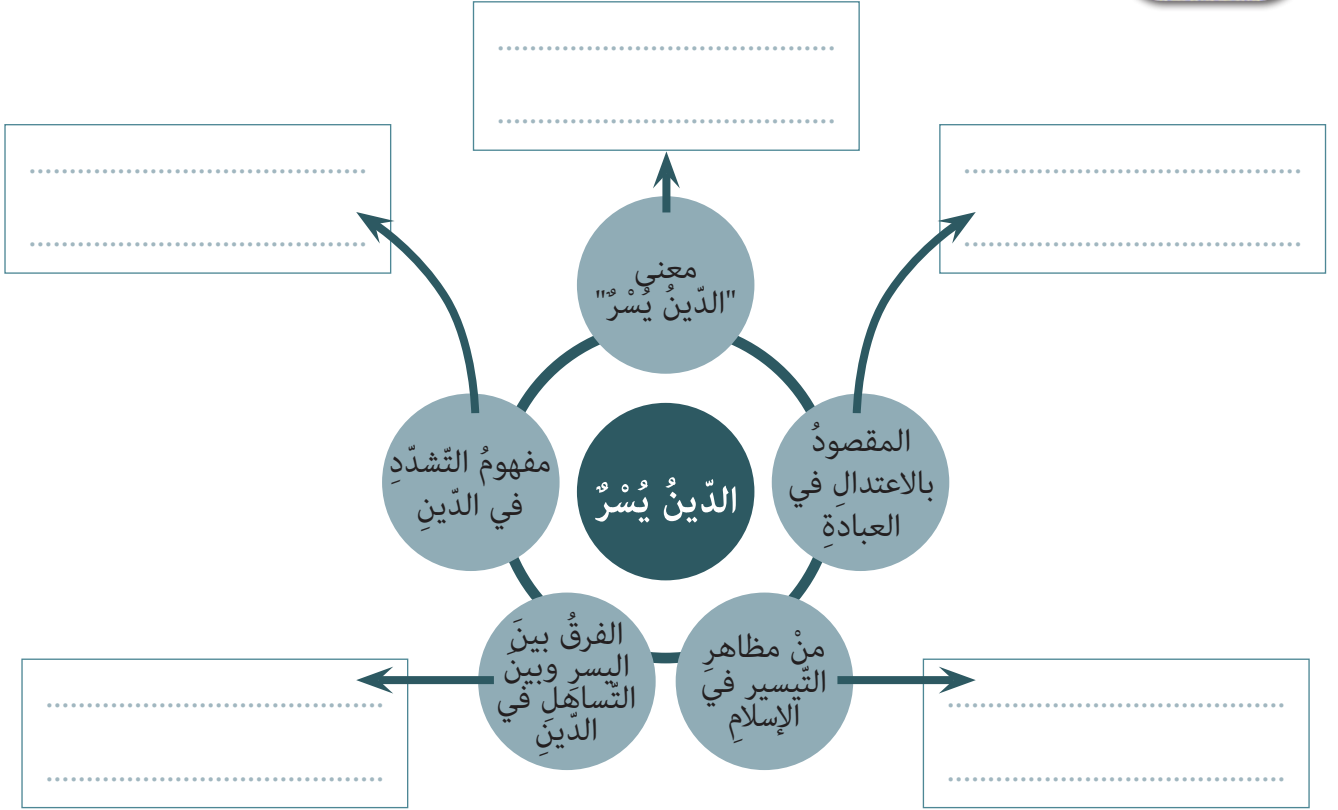 معنى
"الدّينُ يُسْرٌ"
المقصودُ
بالاعتدالِ في
العبادةِ
مفهومُ التّشدّدِ
في الدّينِ
الدّينُ يُسْرٌ
منْ مظاهرِ
التّيسير في
الإسلامِ
الفرقُ بينَ
اليسرِ وبينَ
التّساهلِ في
الدّينِ